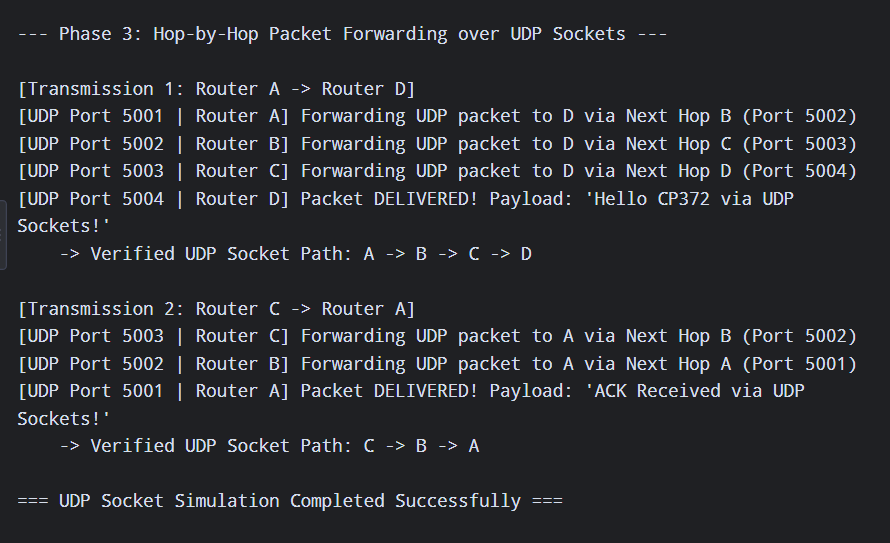 --- Phase 3: Hop-by-Hop Packet Forwarding over UDP Sockets ---
[Transmission 1: Router A -> Router D]
[UDP Port 5001 | Router A] Forwarding UDP packet to D via Next Hop B (Port 5002)
[UDP Port 5002 | Router B] Forwarding UDP packet to D via Next Hop C (Port 5003)
[UDP Port 5003 | Router C] Forwarding UDP packet to D via Next Hop D (Port 5004)
[UDP Port 5004 | Router D] Packet DELIVERED! Payload: 'Hello CP372 via UDP
Sockets!'
    -> Verified UDP Socket Path: A -> B -> C -> D
[Transmission 2: Router C -> Router A]
[UDP Port 5003 | Router C] Forwarding UDP packet to A via Next Hop B (Port 5002)
[UDP Port 5002 | Router B] Forwarding UDP packet to A via Next Hop A (Port 5001)
[UDP Port 5001 | Router A] Packet DELIVERED! Payload: 'ACK Received via UDP
Sockets!'
    -> Verified UDP Socket Path: C -> B -> A
=== UDP Socket Simulation Completed Successfully ===